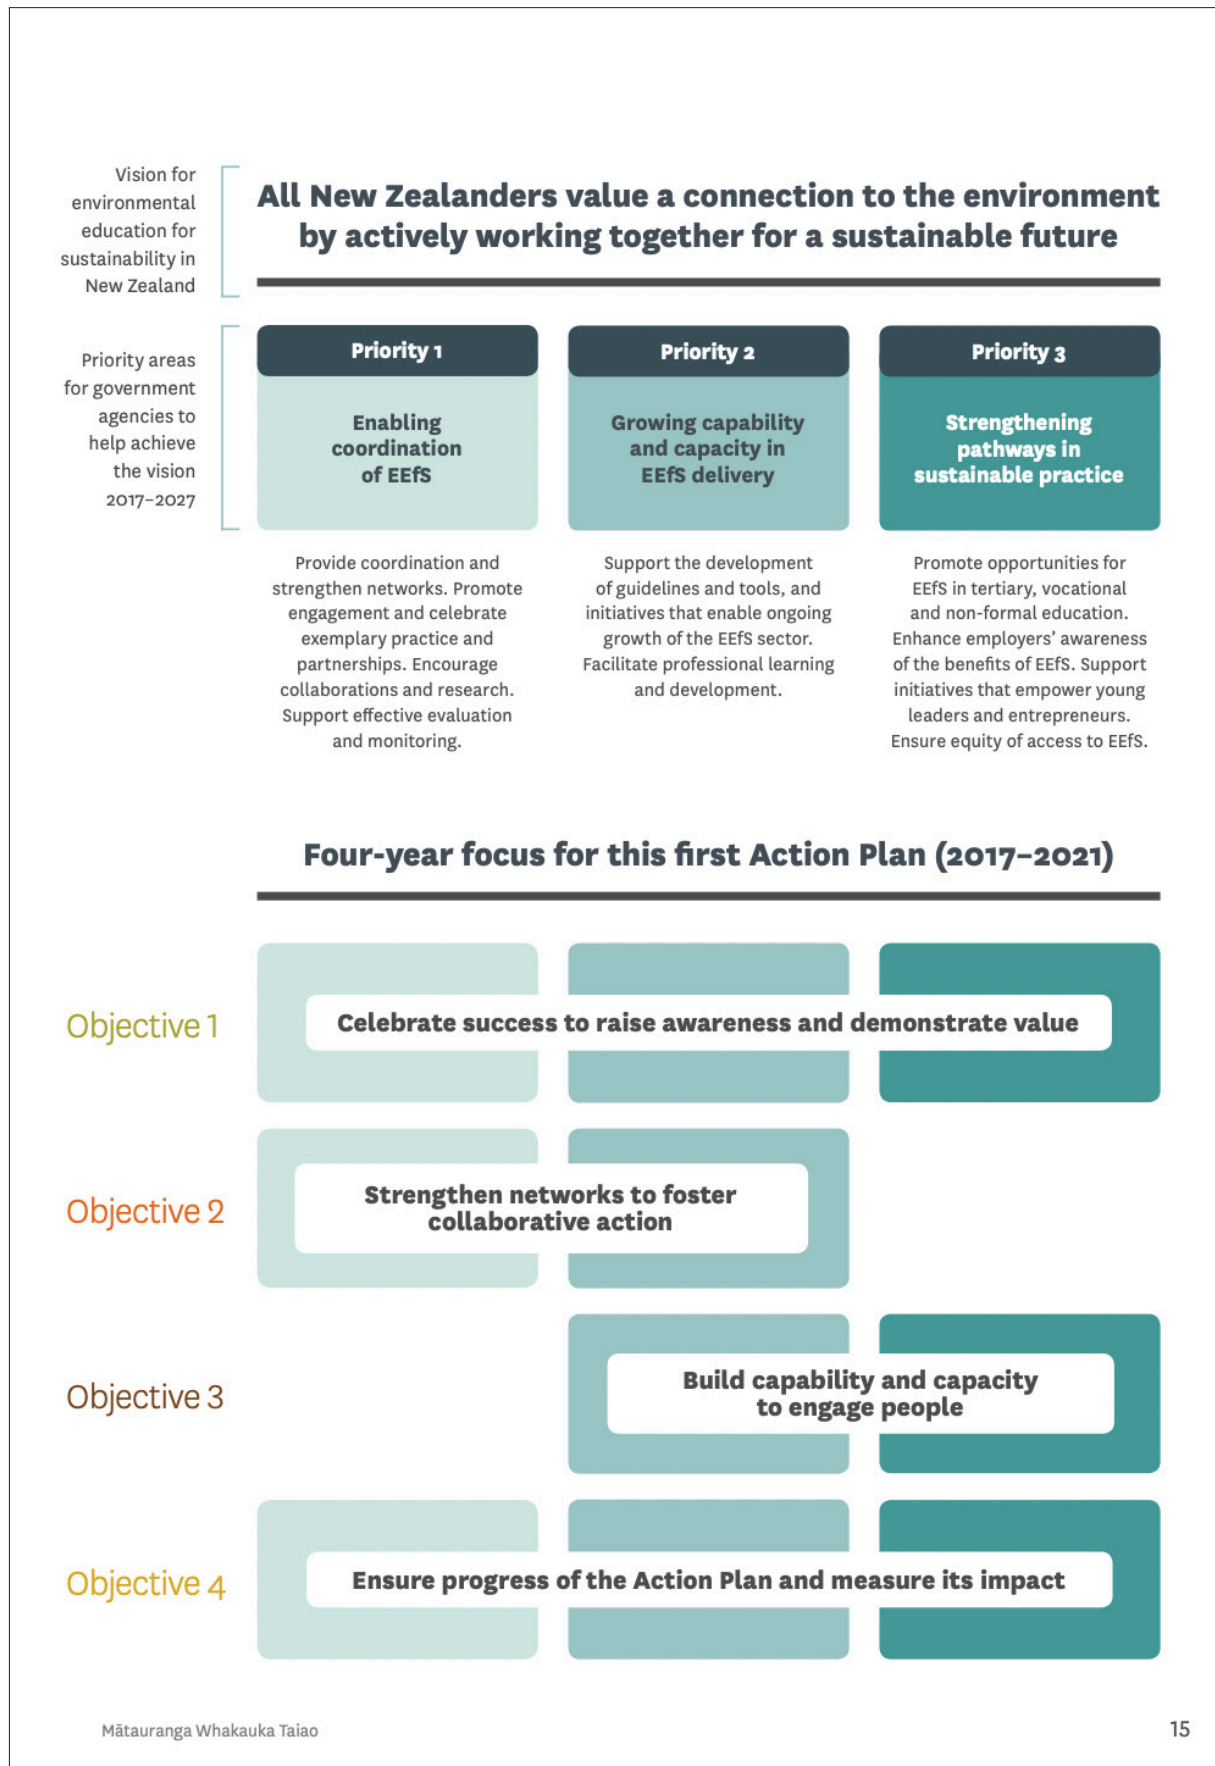 Vision for
environmental
education for
sustainability in
New Zealand
All New Zealanders value a connection to the environment
by actively working together for a sustainable future
Priority areas
for government
agencies to
help achieve
the vision
2017–2027
Priority 1
Enabling
coordination
of EEfS
Provide coordination and
strengthen networks. Promote
engagement and celebrate
exemplary practice and
partnerships. Encourage
collaborations and research.
Support effective evaluation
and monitoring.
Priority 2
Growing capability
and capacity in
EEfS delivery
Support the development
of guidelines and tools, and
initiatives that enable ongoing
growth of the EEfS sector.
Facilitate professional learning
and development.
Priority 3
Strengthening
pathways in
sustainable practice
Promote opportunities for
EEfS in tertiary, vocational
and non-formal education.
Enhance employers’ awareness
of the benefits of EEfS. Support
initiatives that empower young
leaders and entrepreneurs.
Ensure equity of access to EEfS.
Four-year focus for this first Action Plan (2017–2021)
Objective 1
Celebrate success to raise awareness and demonstrate value
Objective 2
Strengthen networks to foster
collaborative action
Objective 3
Build capability and capacity
to engage people
Objective 4
Ensure progress of the Action Plan and measure its impact
Mātauranga Whakauka Taiao
15